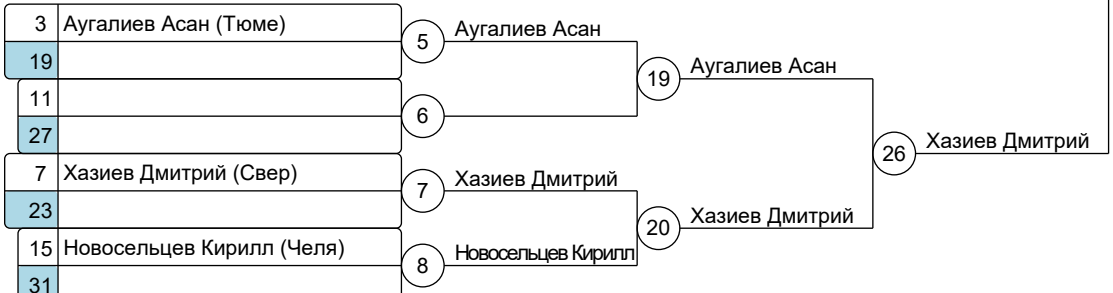 3 Аугалиев Асан (Тюме)
19
5 Аугалиев Асан
11
27
6
19 Аугалиев Асан
7 Хазиев Дмитрий (Свер)
23
7 Хазиев Дмитрий
15 Новосельцев Кирилл (Челя)
31
8 Новосельцев Кирилл
20 Хазиев Дмитрий
26 Хазиев Дмитрий